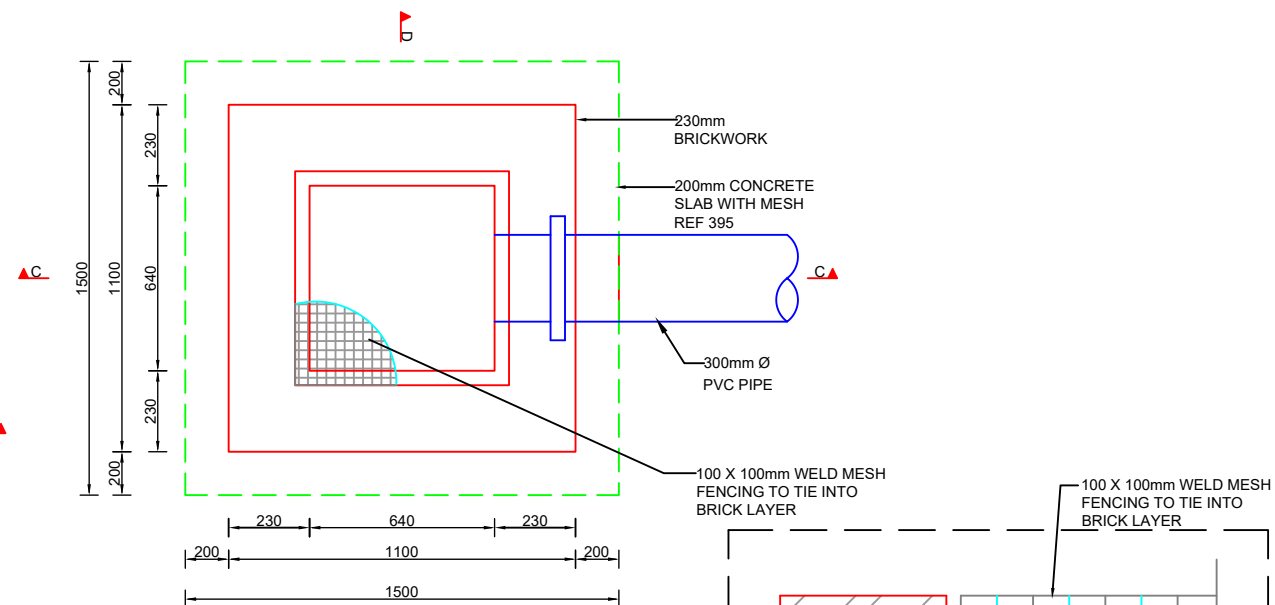 D
200
230
1500
1100
640
230
200
230mm
BRICKWORK
200mm CONCRETE
SLAB WITH MESH
REF 395
C
C
300mm Ø
PVC PIPE
100 X 100mm WELD MESH
FENCING TO TIE INTO
BRICK LAYER
100 X 100mm WELD MESH
FENCING TO TIE INTO
BRICK LAYER
230
640
230
200
1100
200
1500